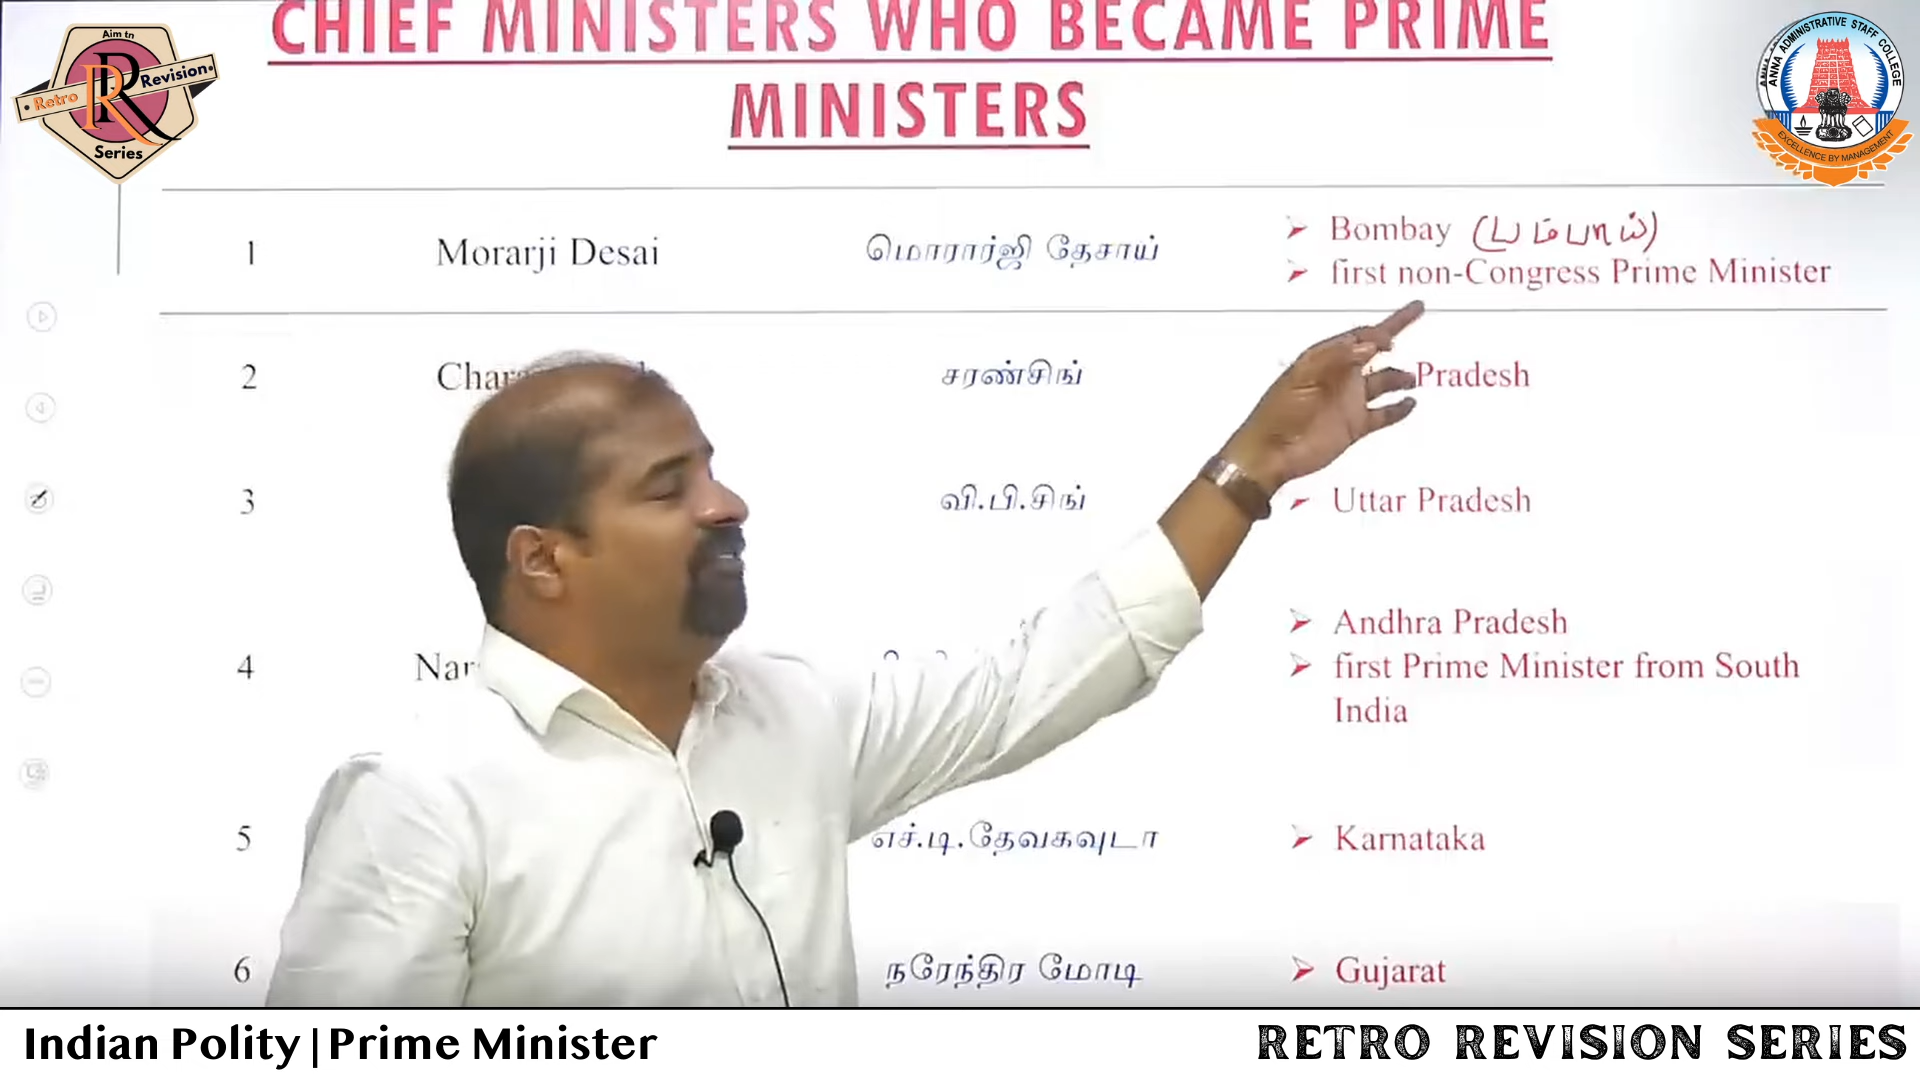 CHIEF MINISTERS WHO BECAME PRIME
MINISTERS
Aim tn
Retro
Revision
RR
Series
ANNA ADMINISTRATIVE STAFF COLLEGE
EXCELLENCE BY MANAGEMENT
1 Morarji Desai மொரார்ஜி தேசாய் ➢ Bombay (பம்பாய்)
➢ first non-Congress Prime Minister
2 சரண்சிங் Pradesh
3 வி.பி.சிங் ➢ Uttar Pradesh
➢ Andhra Pradesh
4 ➢ first Prime Minister from South
India
5 எச்.டி.தேவகவுடா ➢ Karnataka
6 நரேந்திர மோடி ➢ Gujarat
Indian Polity|Prime Minister
RETRO REVISION SERIES